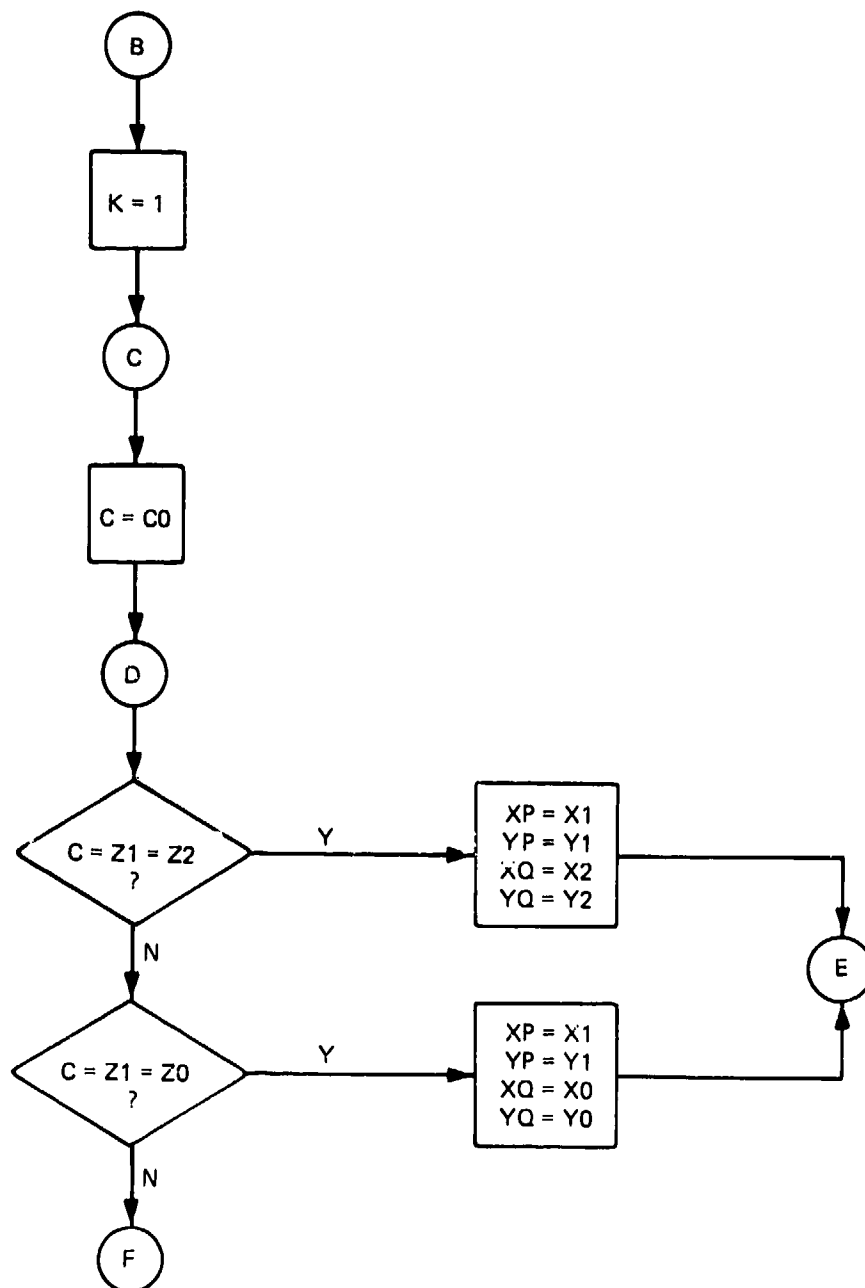 B
K = 1
C
C = C0
D
C = Z1 = Z2
?
Y
XP = X1
YP = Y1
XQ = X2
YQ = Y2
E
N
C = Z1 = Z0
?
Y
XP = X1
YP = Y1
XQ = X0
YQ = Y0
N
F